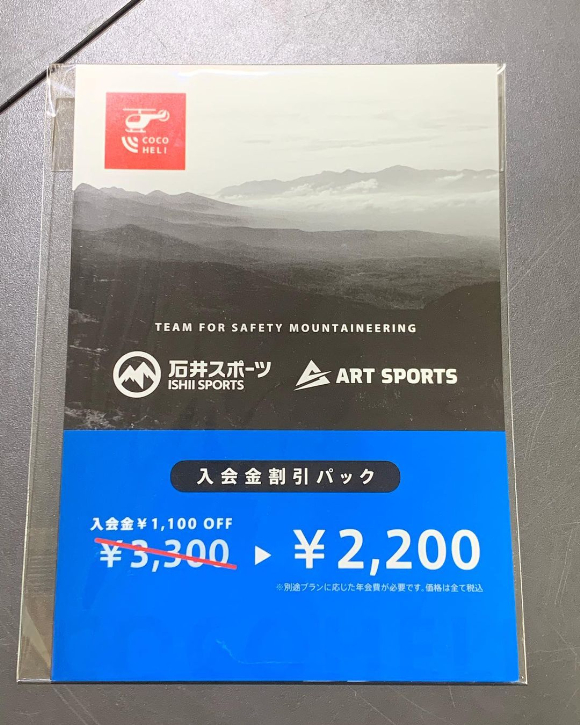 COCO
HELI
TEAM FOR SAFETY MOUNTAINEERING
石井スポーツ
ISHII SPORTS
ART SPORTS
入会金割引パック
入会金¥1,100 OFF
¥3,300 ▶ ¥2,200
※別途プランに応じた年会費が必要です。価格は全て税込